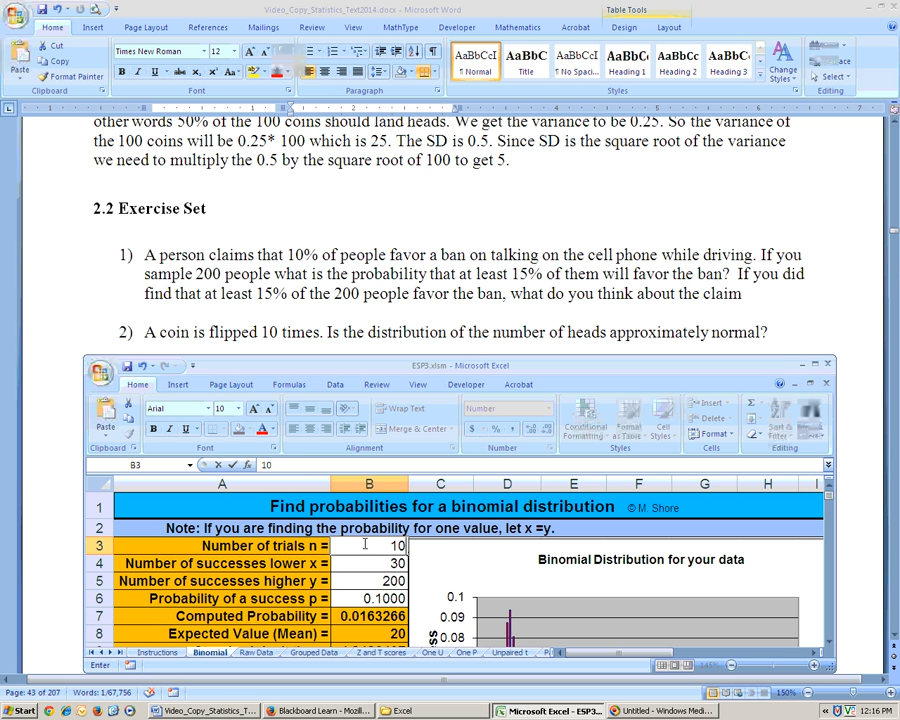 Video_Copy_Statistics_Text2014.docx - Microsoft Word
Table Tools
Home Insert Page Layout References Mailings Review View MathType Developer Mathematics Acrobat Design Layout
Paste
Cut
Copy
Format Painter
Clipboard
Times New Roman 12
Font
Paragraph
AaBbCcI AaBbC AaBbCcI AaBbC AaBbC AaBbC
¶ Normal Title ¶ No Spaci... Heading 1 Heading 2 Heading 3
Change Styles
Styles
Select
Editing
other words 50% of the 100 coins should land heads. We get the variance to be 0.25. So the variance of
the 100 coins will be 0.25* 100 which is 25. The SD is 0.5. Since SD is the square root of the variance
we need to multiply the 0.5 by the square root of 100 to get 5.
2.2 Exercise Set
1) A person claims that 10% of people favor a ban on talking on the cell phone while driving. If you
sample 200 people what is the probability that at least 15% of them will favor the ban? If you did
find that at least 15% of the 200 people favor the ban, what do you think about the claim
2) A coin is flipped 10 times. Is the distribution of the number of heads approximately normal?
ESP3.xlsm - Microsoft Excel
Home Insert Page Layout Formulas Data Review View Developer Acrobat
Paste
Clipboard
Arial 10
Font
Wrap Text
Merge & Center
Alignment
Number
Number
Conditional Formatting
Format as Table
Cell Styles
Styles
Insert
Delete
Format
Cells
Sort & Filter
Editing
B3 fx 10
A B C D E F G H I
1 Find probabilities for a binomial distribution © M. Shore
2 Note: If you are finding the probability for one value, let x =y.
3 Number of trials n = 10
4 Number of successes lower x = 30
5 Number of successes higher y = 200
6 Probability of a success p = 0.1000
7 Computed Probability = 0.0163266
8 Expected Value (Mean) = 20
Binomial Distribution for your data
0.1
0.09
0.08
Instructions Binomial Raw Data Grouped Data Z and T scores One U One P Unpaired t
Enter 145%
Page: 43 of 207 Words: 1/67,756 150%
Start Video_Copy_Statistics_T... Blackboard Learn - Mozil... Excel Microsoft Excel - ESP3.... Untitled - Windows Med... 12:16 PM